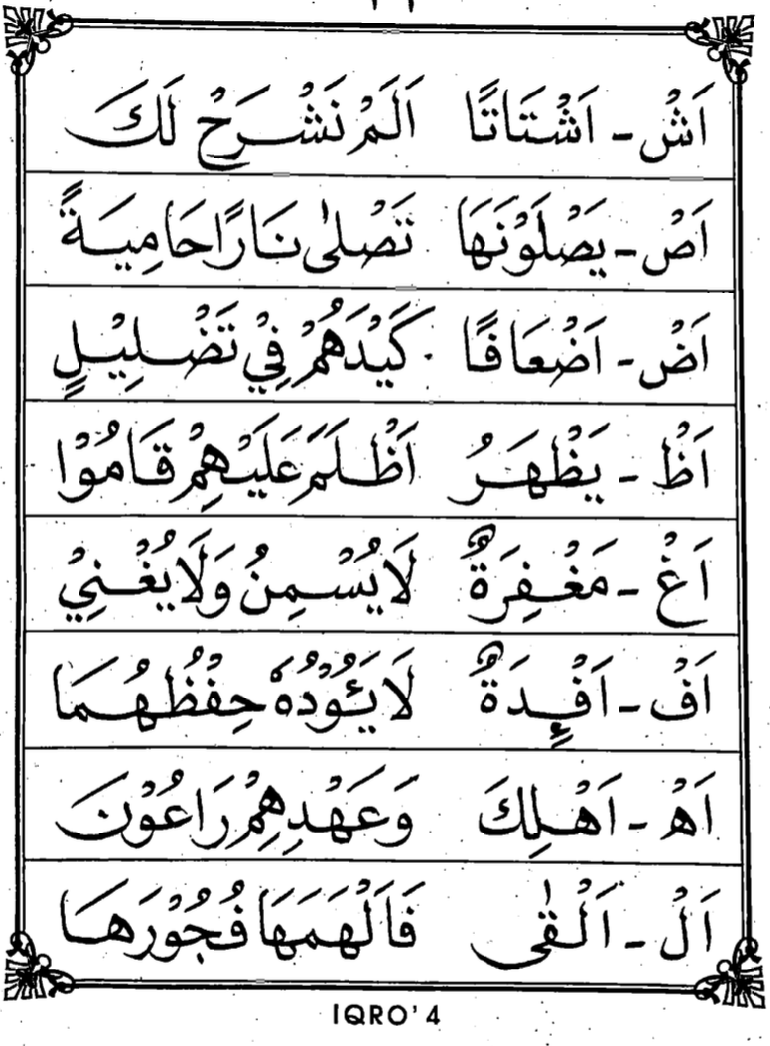 اَشْ - اَشْتَاتًا اَلَمْ نَشْرَحْ لَكَ
اَصْ - يَصْلَوْنَهَا تَصْلٰى نَارًا حَامِيَةً
اَضْ - اَضْعَافًا كَيْدَهُمْ فِيْ تَضْلِيْلٍ
اَظْ - يَظْهَرُ اَظْلَمَ عَلَيْهِمْ قَامُوْا
اَغْ - مَغْفِرَةٌ لَا يُسْمِنُ وَلَا يُغْنِيْ
اَفْ - اَفْـِٕدَةٌ لَا يَـُٔوْدُهٗ حِفْظُهُمَا
اَهْ - اَهْلِكَ وَعَهْدِهِمْ رَاعُوْنَ
اَلْ - اَلْقٰى فَاَلْهَمَهَا فُجُوْرَهَا
IQRO' 4